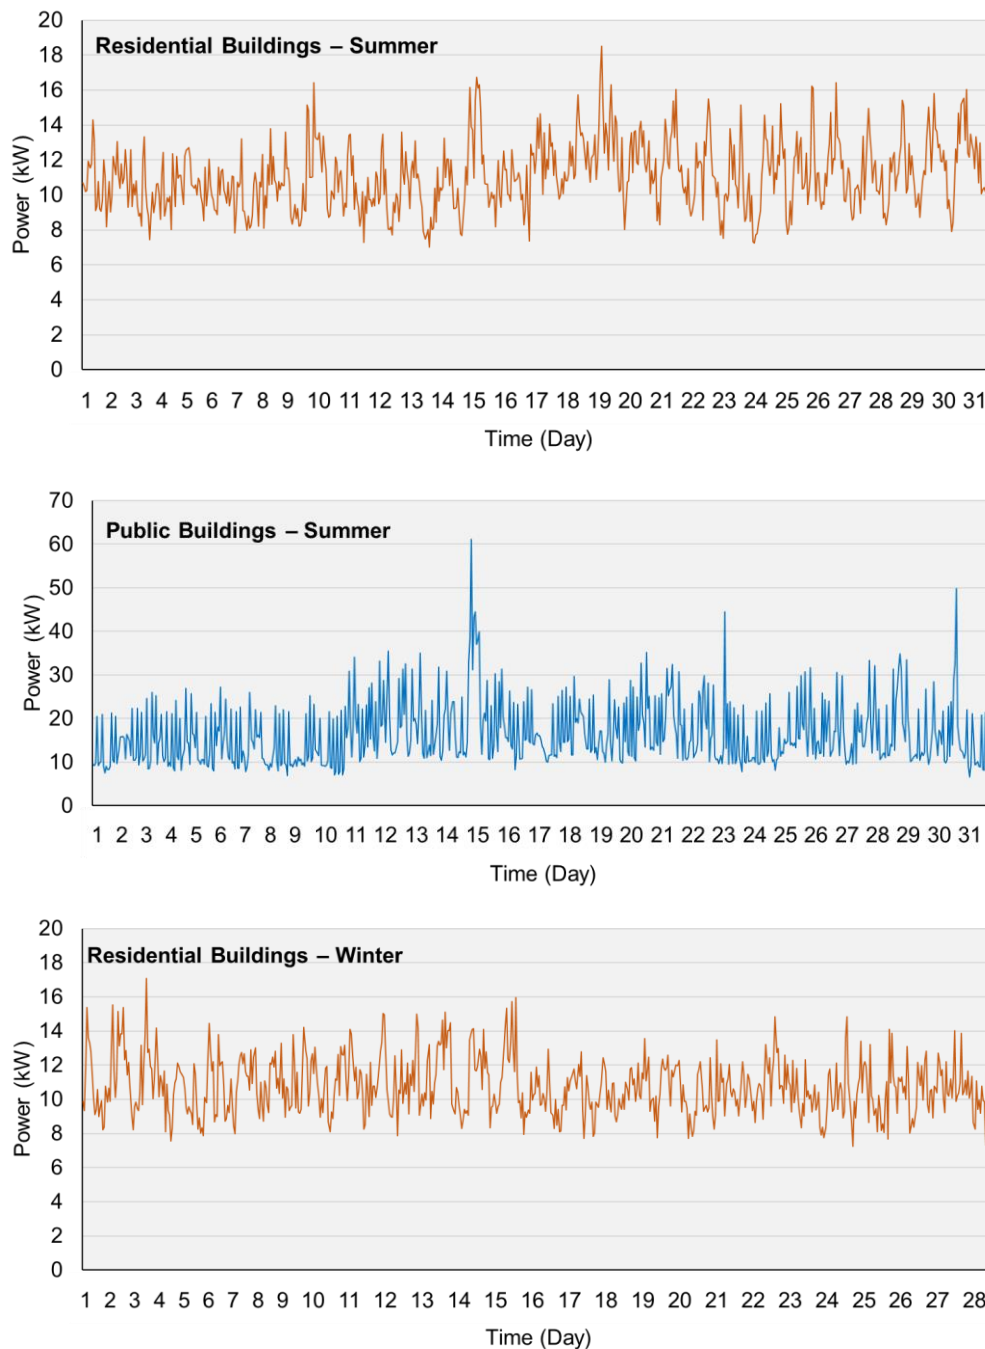 Residential Buildings – Summer
Power (kW)
20
18
16
14
12
10
8
6
4
2
0
1 2 3 4 5 6 7 8 9 10 11 12 13 14 15 16 17 18 19 20 21 22 23 24 25 26 27 28 29 30 31
Time (Day)
Public Buildings – Summer
Power (kW)
70
60
50
40
30
20
10
0
1 2 3 4 5 6 7 8 9 10 11 12 13 14 15 16 17 18 19 20 21 22 23 24 25 26 27 28 29 30 31
Time (Day)
Residential Buildings – Winter
Power (kW)
20
18
16
14
12
10
8
6
4
2
0
1 2 3 4 5 6 7 8 9 10 11 12 13 14 15 16 17 18 19 20 21 22 23 24 25 26 27 28
Time (Day)